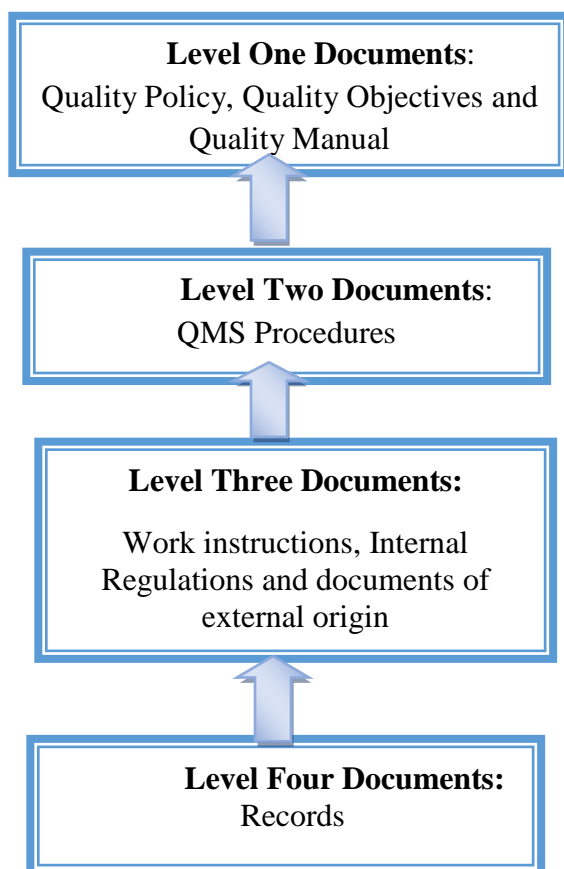 Level One Documents:
Quality Policy, Quality Objectives and
Quality Manual
Level Two Documents:
QMS Procedures
Level Three Documents:
Work instructions, Internal
Regulations and documents of
external origin
Level Four Documents:
Records